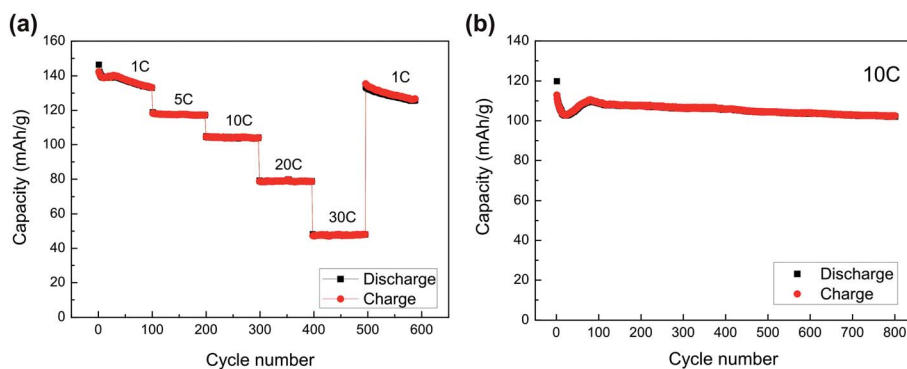 (a)
160
140
120
100
80
60
40
20
0
Capacity (mAh/g)
1C
5C
10C
20C
30C
1C
Discharge
Charge
0 100 200 300 400 500 600
Cycle number
(b)
140
120
100
80
60
40
20
0
Capacity (mAh/g)
10C
Discharge
Charge
0 100 200 300 400 500 600 700 800
Cycle number